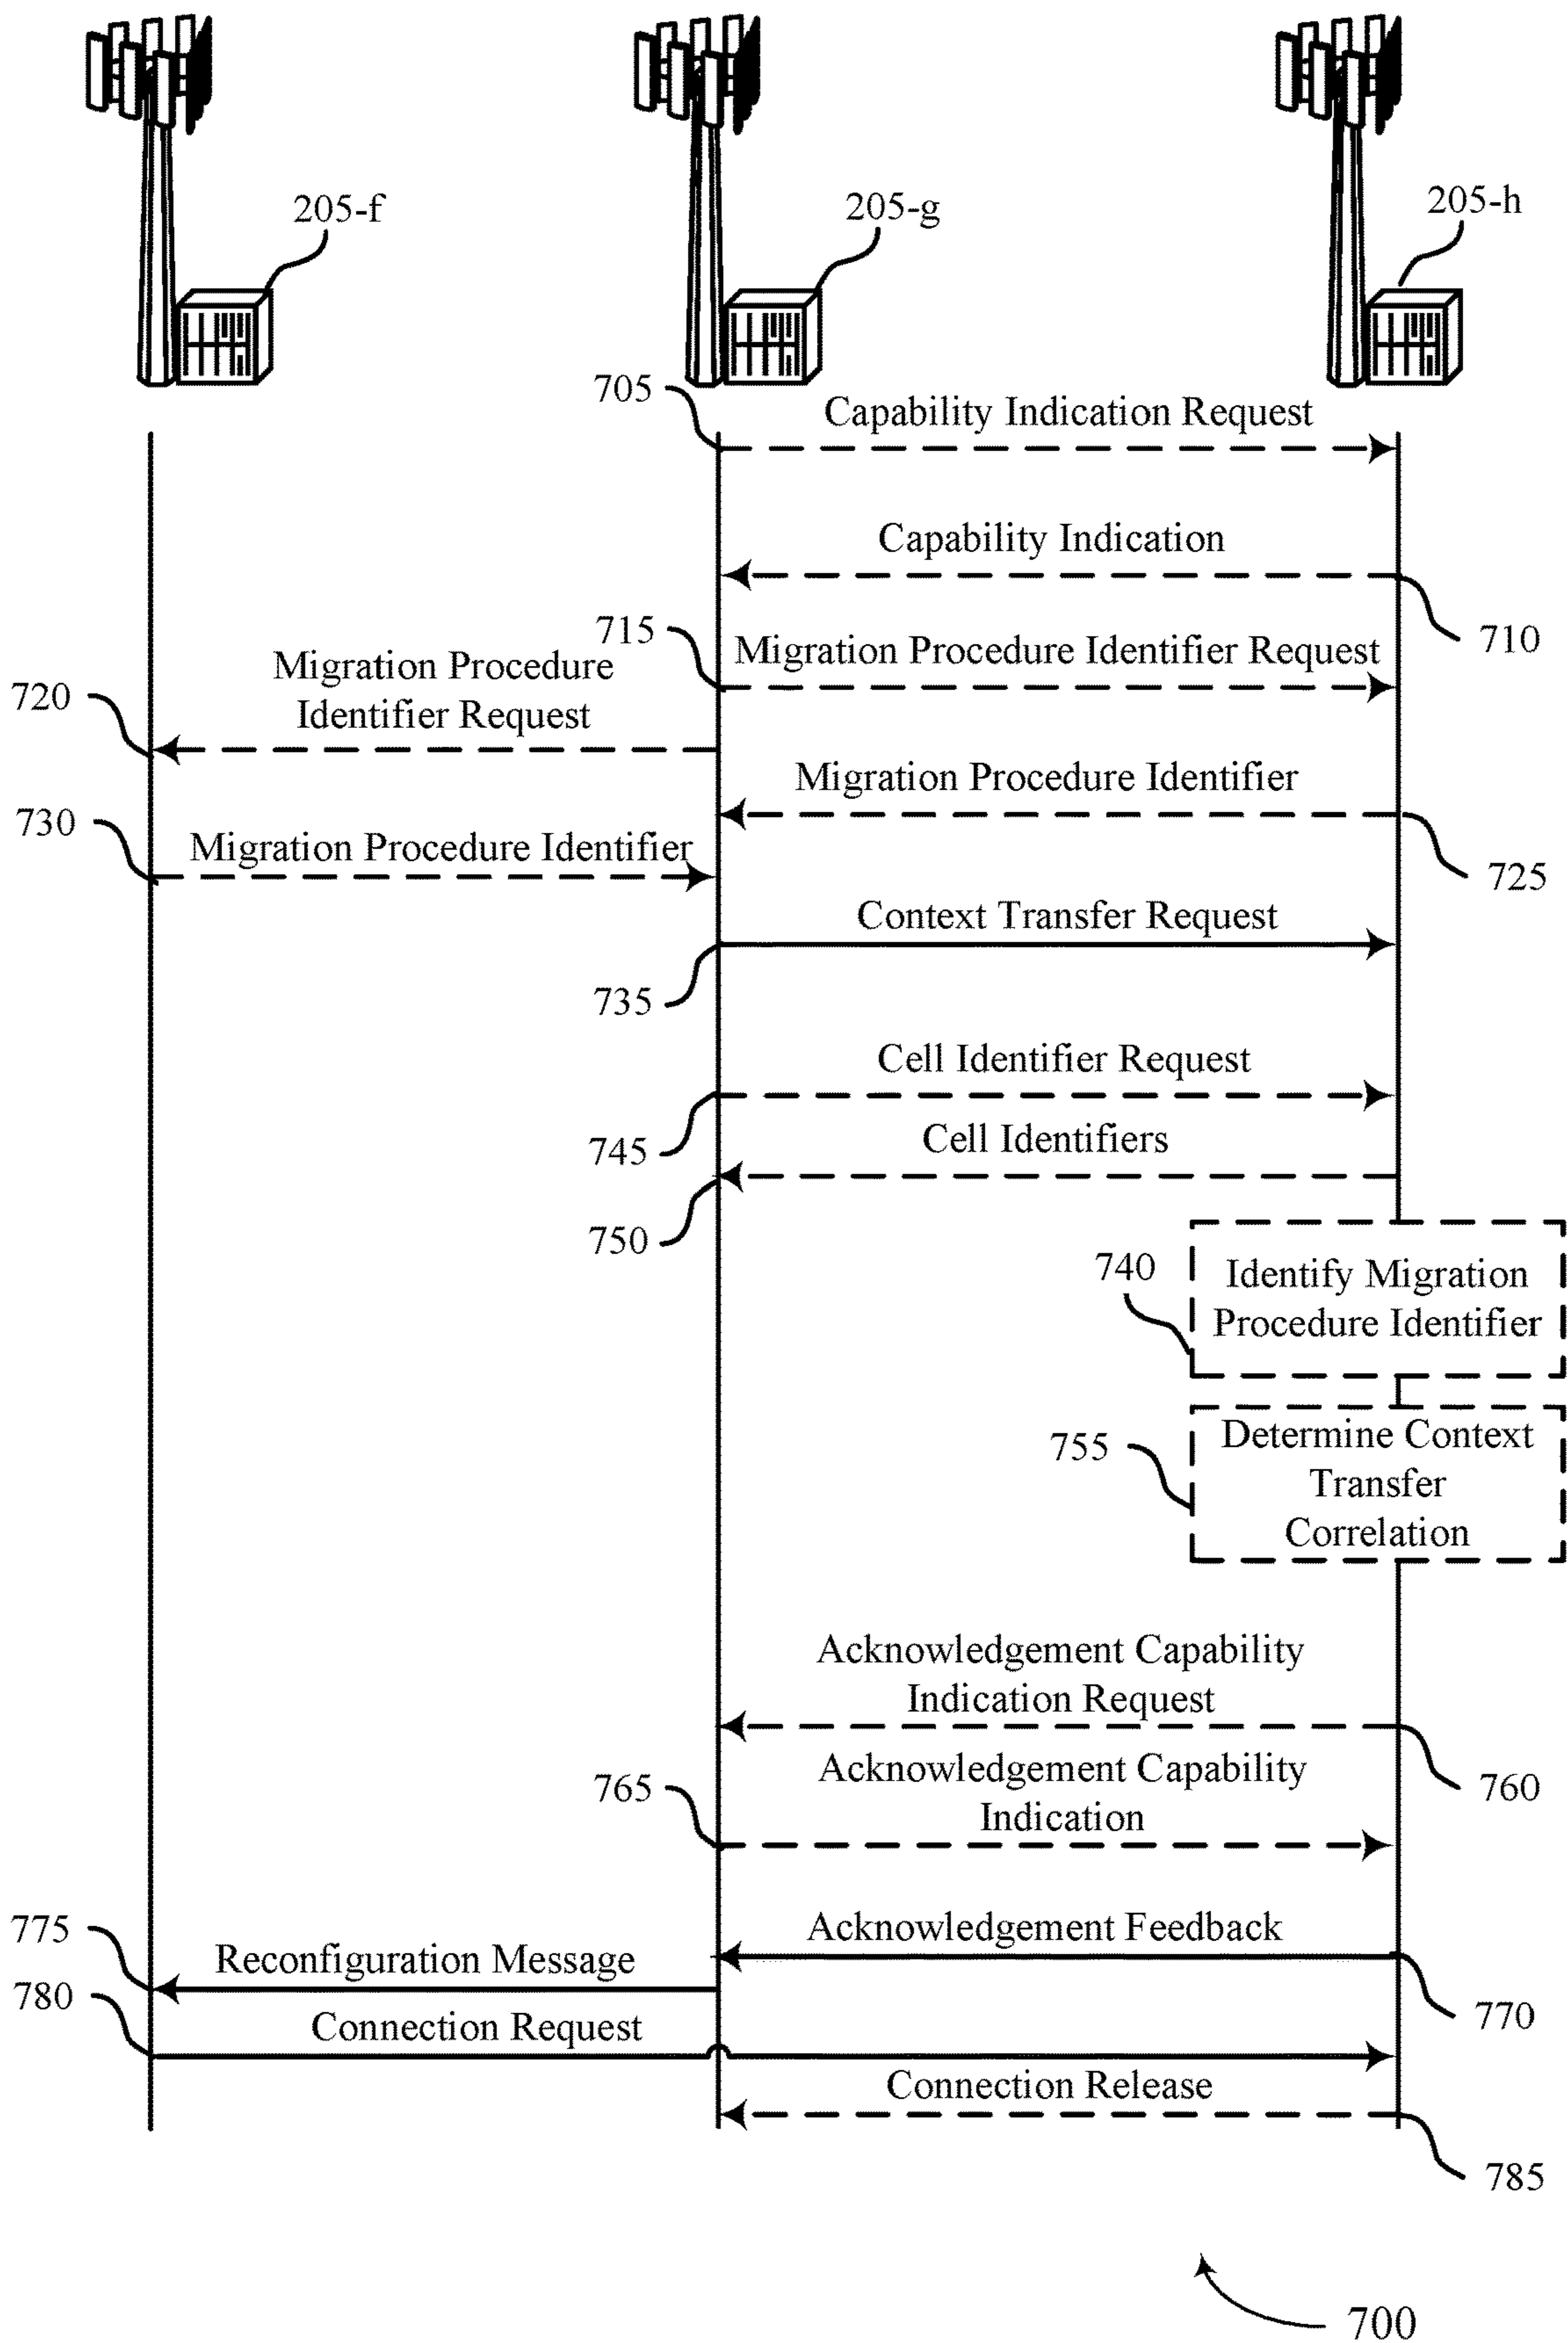 205-f
205-g
205-h
705
Capability Indication Request
Capability Indication
710
715
Migration Procedure Identifier Request
720
Migration Procedure
Identifier Request
Migration Procedure Identifier
725
730
Migration Procedure Identifier
Context Transfer Request
735
Cell Identifier Request
745
Cell Identifiers
750
740
Identify Migration
Procedure Identifier
755
Determine Context
Transfer
Correlation
Acknowledgement Capability
Indication Request
760
765
Acknowledgement Capability
Indication
Acknowledgement Feedback
770
775
Reconfiguration Message
780
Connection Request
Connection Release
785
700